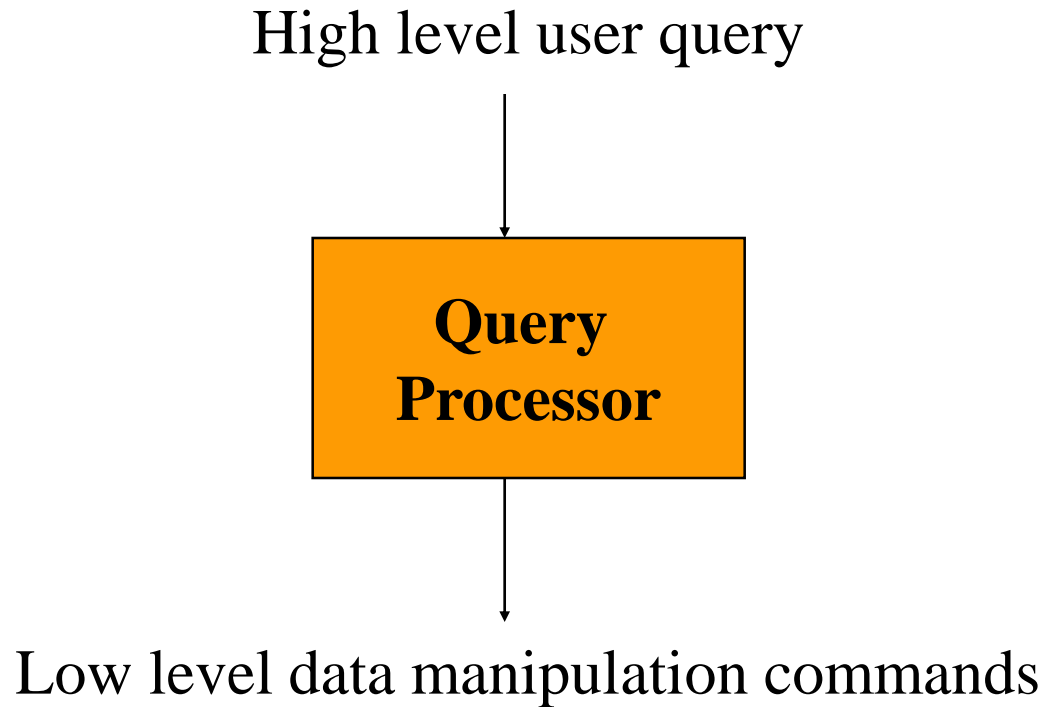 High level user query
Query
Processor
Low level data manipulation commands